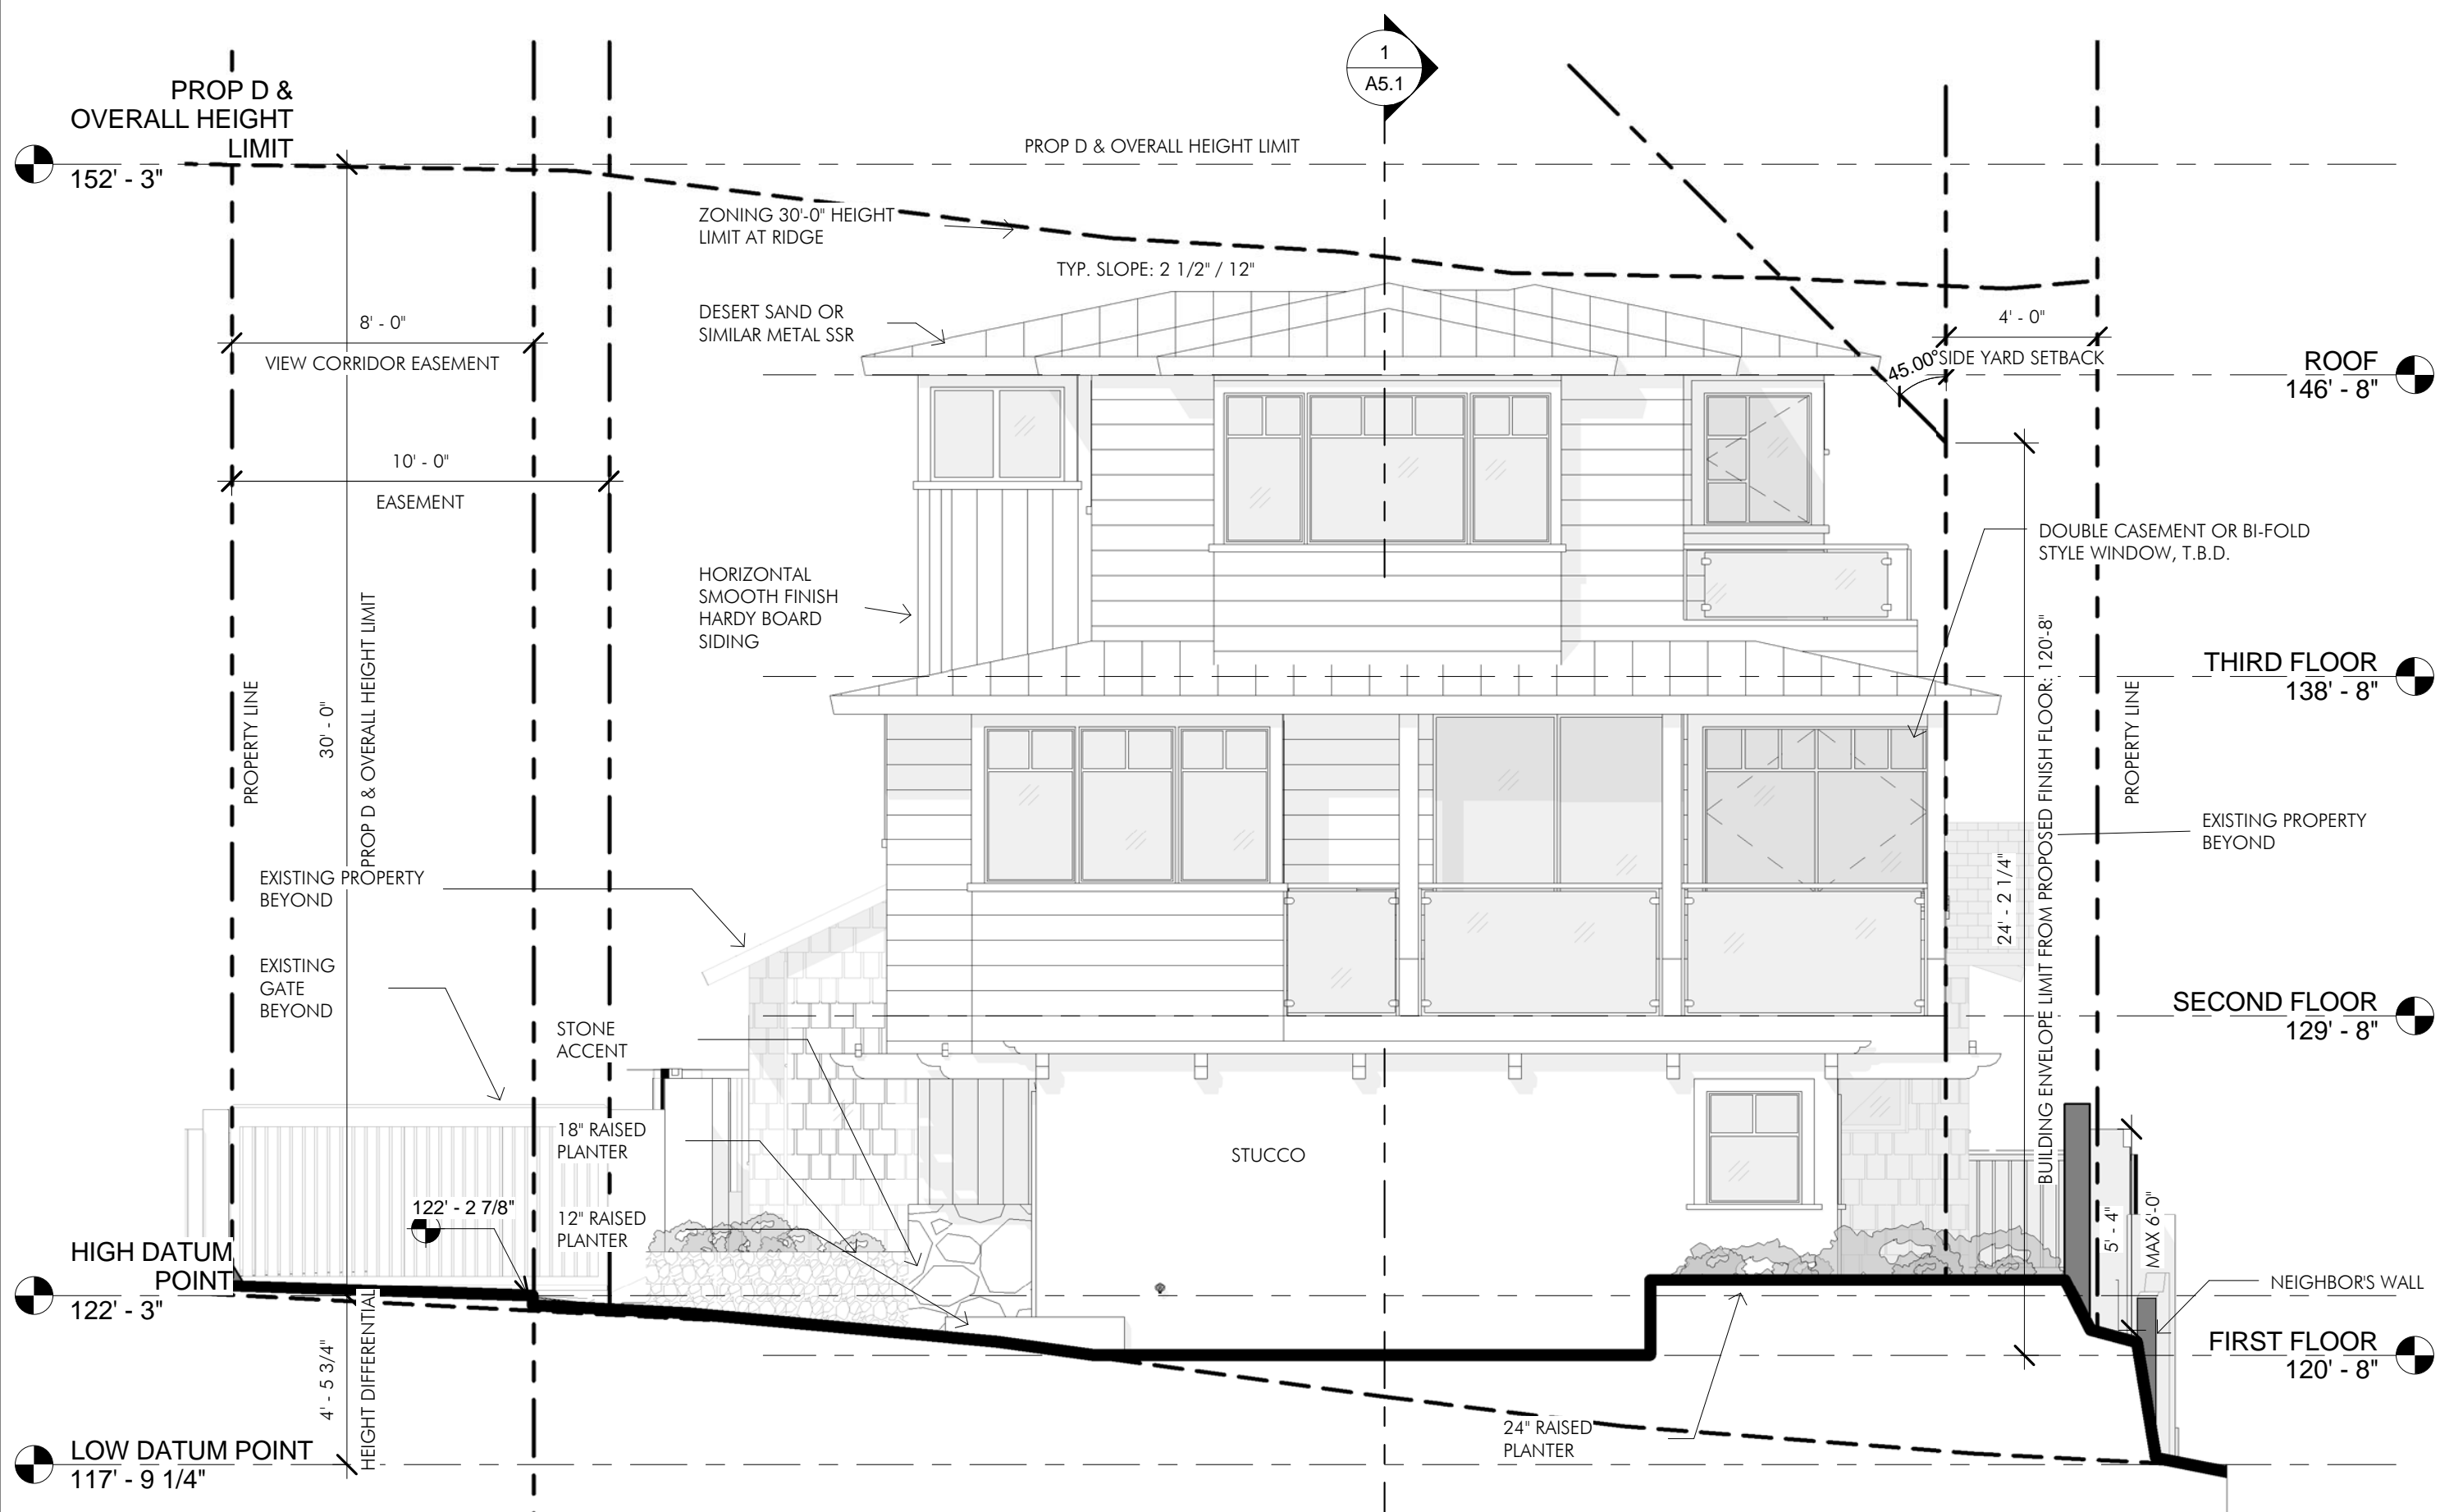 1
A5.1
PROP D &
OVERALL HEIGHT
LIMIT
152' - 3"
PROP D & OVERALL HEIGHT LIMIT
ZONING 30'-0" HEIGHT
LIMIT AT RIDGE
TYP. SLOPE: 2 1/2" / 12"
DESERT SAND OR
SIMILAR METAL SSR
8' - 0"
VIEW CORRIDOR EASEMENT
4' - 0"
SIDE YARD SETBACK
45.00°
ROOF
146' - 8"
10' - 0"
EASEMENT
DOUBLE CASEMENT OR BI-FOLD
STYLE WINDOW, T.B.D.
HORIZONTAL
SMOOTH FINISH
HARDY BOARD
SIDING
THIRD FLOOR
138' - 8"
PROPERTY LINE
30' - 0"
PROP D & OVERALL HEIGHT LIMIT
24' - 2 1/4"
BUILDING ENVELOPE LIMIT FROM PROPOSED FINISH FLOOR: 120'-8"
PROPERTY LINE
EXISTING PROPERTY
BEYOND
EXISTING PROPERTY
BEYOND
EXISTING
GATE
BEYOND
SECOND FLOOR
129' - 8"
STONE
ACCENT
18" RAISED
PLANTER
STUCCO
122' - 2 7/8"
12" RAISED
PLANTER
5' - 4"
MAX 6'-0"
HIGH DATUM
POINT
122' - 3"
NEIGHBOR'S WALL
FIRST FLOOR
120' - 8"
4' - 5 3/4"
HEIGHT DIFFERENTIAL
24" RAISED
PLANTER
LOW DATUM POINT
117' - 9 1/4"